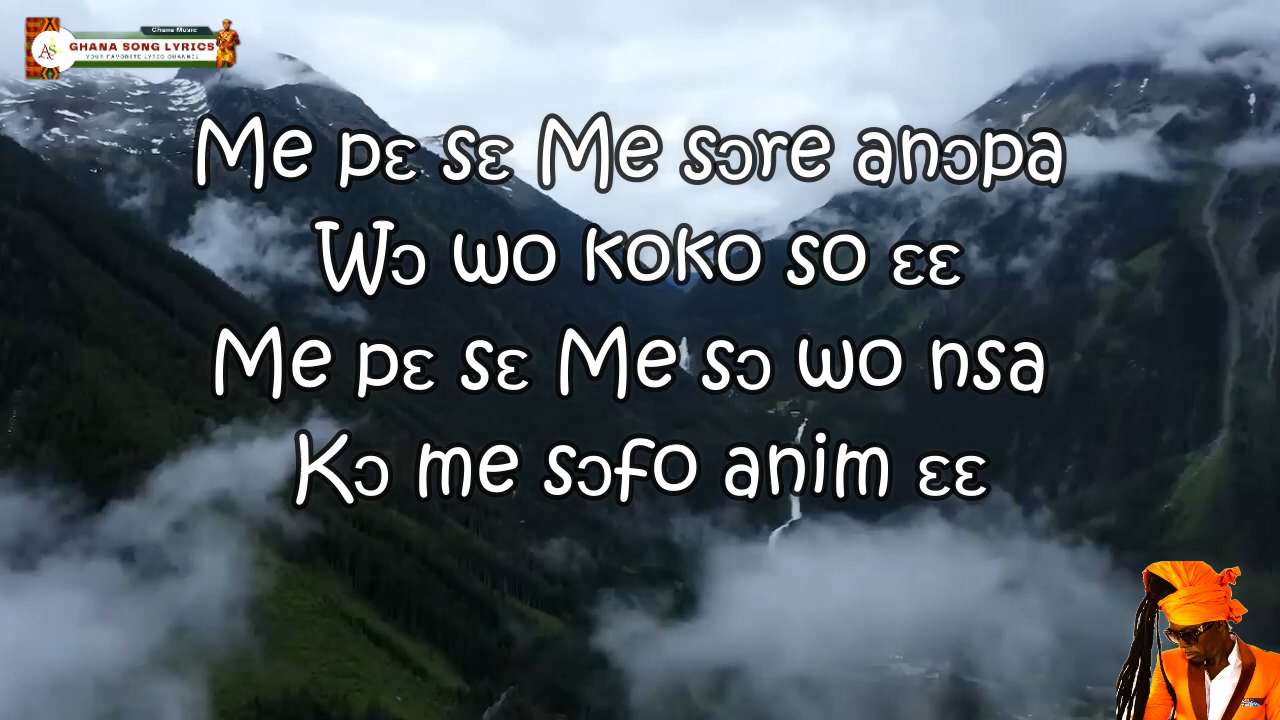 Ghana Music
GHANA SONG LYRICS
YOUR FAVORITE LYRIC CHANNEL
Me pɛ sɛ Me sɔre anɔpa
Wɔ wo koko so ɛɛ
Me pɛ sɛ Me sɔ wo nsa
Kɔ me sɔfo anim ɛɛ